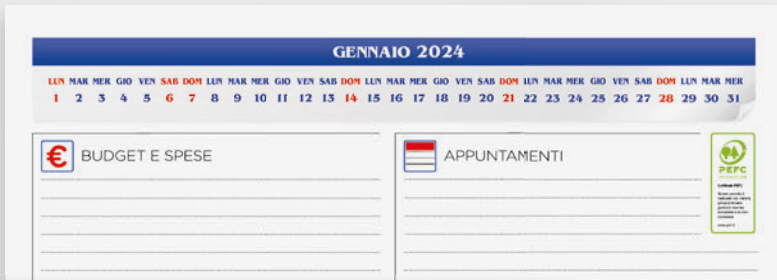 GENNAIO 2024
LUN MAR MER GIO VEN SAB DOM LUN MAR MER GIO VEN SAB DOM LUN MAR MER GIO VEN SAB DOM LUN MAR MER GIO VEN SAB DOM LUN MAR MER
1 2 3 4 5 6 7 8 9 10 11 12 13 14 15 16 17 18 19 20 21 22 23 24 25 26 27 28 29 30 31
€ BUDGET E SPESE
APPUNTAMENTI
PEFC